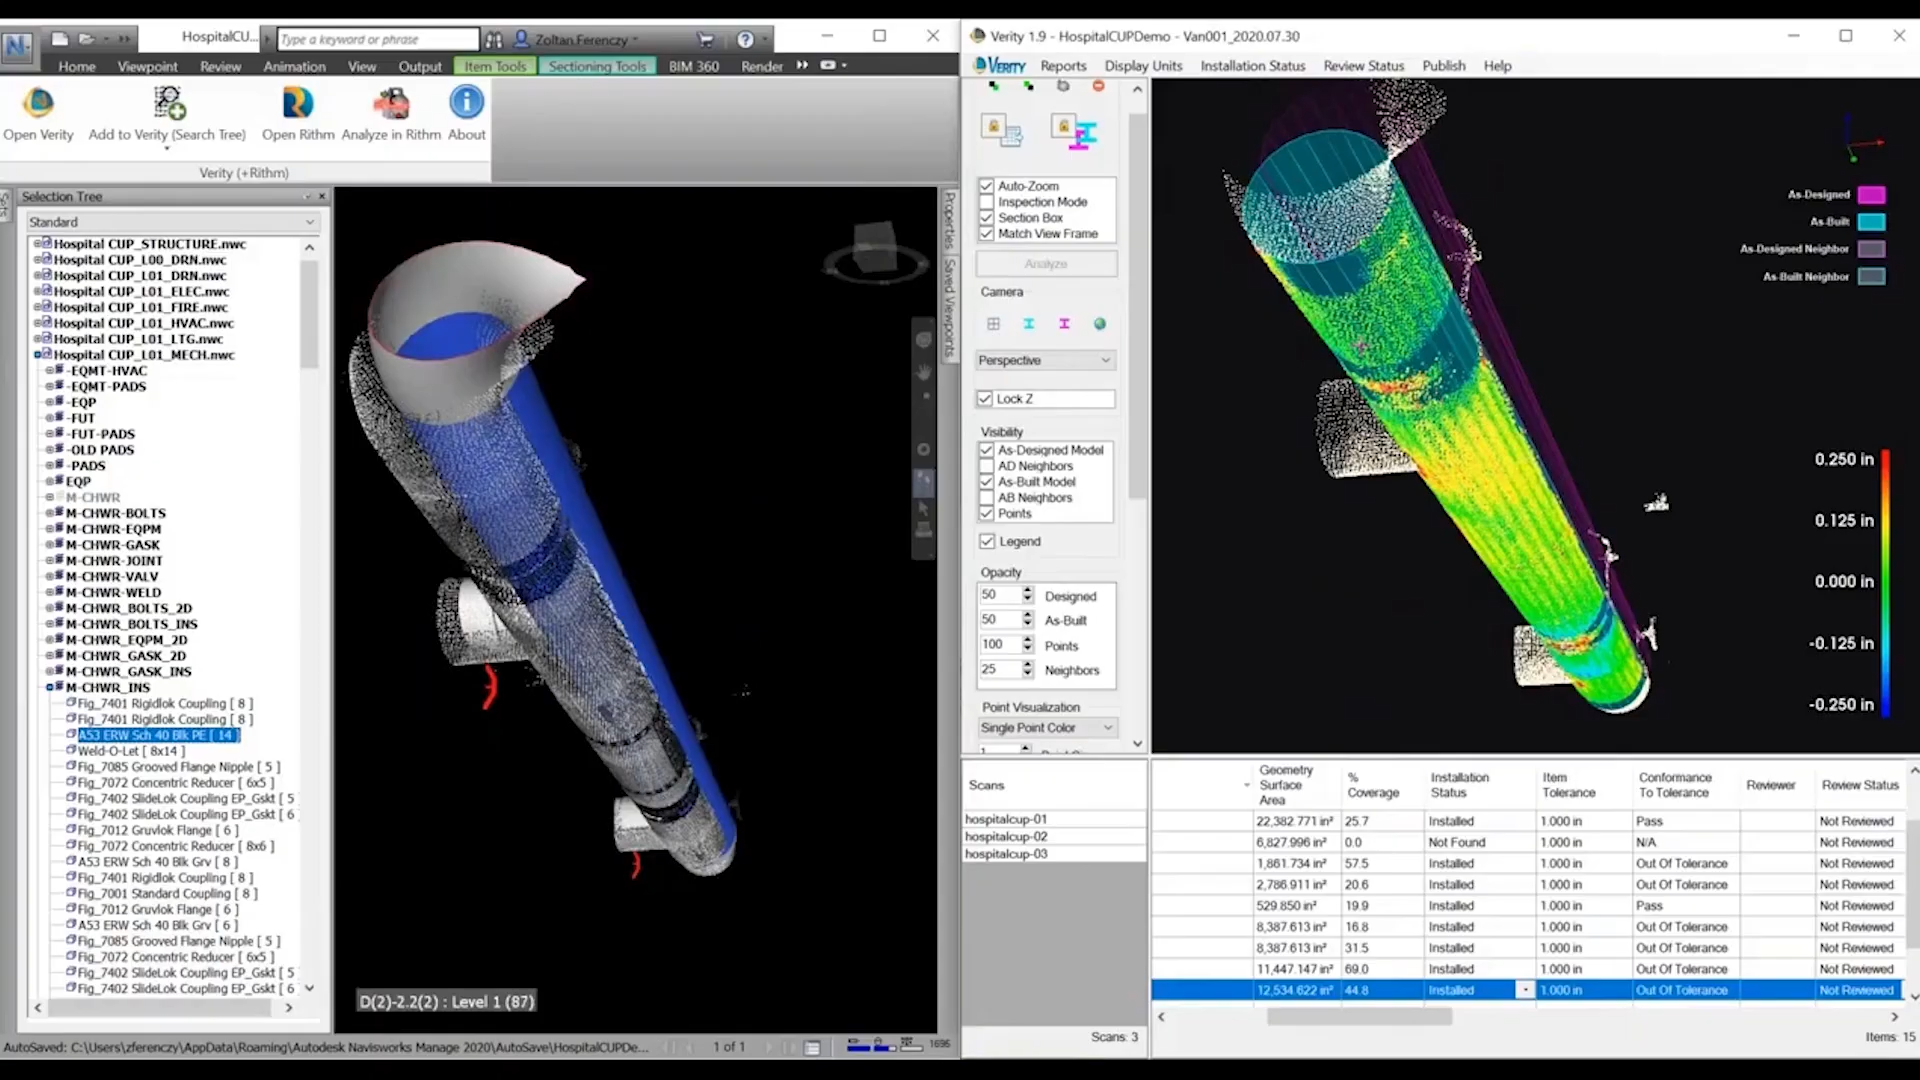 HospitalCU...
Type a keyword or phrase
Zoltan.Ferenczy
Home Viewpoint Review Animation View Output Item Tools Sectioning Tools BIM 360 Render
Open Verity
Add to Verity (Search Tree)
Open Rithm
Analyze in Rithm
About
Verity (+Rithm)
Selection Tree
Standard
Hospital CUP_STRUCTURE.nwc
Hospital CUP_L00_DRN.nwc
Hospital CUP_L01_DRN.nwc
Hospital CUP_L01_ELEC.nwc
Hospital CUP_L01_FIRE.nwc
Hospital CUP_L01_HVAC.nwc
Hospital CUP_L01_LTG.nwc
Hospital CUP_L01_MECH.nwc
-EQMT-HVAC
-EQMT-PADS
-EQP
-FUT
-FUT-PADS
-OLD PADS
-PADS
EQP
M-CHWR
M-CHWR-BOLTS
M-CHWR-EQPM
M-CHWR-GASK
M-CHWR-JOINT
M-CHWR-VALV
M-CHWR-WELD
M-CHWR_BOLTS_2D
M-CHWR_BOLTS_INS
M-CHWR_EQPM_2D
M-CHWR_GASK_2D
M-CHWR_GASK_INS
M-CHWR_INS
Fig_7401 Rigidlok Coupling [ 8 ]
Fig_7401 Rigidlok Coupling [ 8 ]
A53 ERW Sch 40 Blk PE [ 14 ]
Weld-O-Let [ 8x14 ]
Fig_7085 Grooved Flange Nipple [ 5 ]
Fig_7072 Concentric Reducer [ 6x5 ]
Fig_7402 SlideLok Coupling EP_Gskt [ 5
Fig_7402 SlideLok Coupling EP_Gskt [ 6
Fig_7012 Gruvlok Flange [ 6 ]
Fig_7072 Concentric Reducer [ 8x6 ]
A53 ERW Sch 40 Blk Grv [ 8 ]
Fig_7401 Rigidlok Coupling [ 8 ]
Fig_7001 Standard Coupling [ 8 ]
Fig_7012 Gruvlok Flange [ 6 ]
A53 ERW Sch 40 Blk Grv [ 6 ]
Fig_7085 Grooved Flange Nipple [ 5 ]
Fig_7072 Concentric Reducer [ 6x5 ]
Fig_7402 SlideLok Coupling EP_Gskt [ 5
Fig_7402 SlideLok Coupling EP_Gskt [ 6
D(2)-2.2(2) : Level 1 (87)
Properties
Saved Viewpoints
Sets
AutoSaved: C:\Users\zferenczy\AppData\Roaming\Autodesk Navisworks Manage 2020\AutoSave\HospitalCUPDe...
1 of 1
1696
Verity 1.9 - HospitalCUPDemo - Van001_2020.07.30
VERITY Reports Display Units Installation Status Review Status Publish Help
Auto-Zoom
Inspection Mode
Section Box
Match View Frame
Analyze
Camera
Perspective
Lock Z
Visibility
As-Designed Model
AD Neighbors
As-Built Model
AB Neighbors
Points
Legend
Opacity
50 Designed
50 As-Built
100 Points
25 Neighbors
Point Visualization
Single Point Color
As-Designed
As-Built
As-Designed Neighbor
As-Built Neighbor
0.250 in
0.125 in
0.000 in
-0.125 in
-0.250 in
Scans
hospitalcup-01
hospitalcup-02
hospitalcup-03
Scans: 3
Geometry Surface Area % Coverage Installation Status Item Tolerance Conformance To Tolerance Reviewer Review Status
22,382.771 in² 25.7 Installed 1.000 in Pass Not Reviewed
6,827.996 in² 0.0 Not Found 1.000 in N/A Not Reviewed
1,861.734 in² 57.5 Installed 1.000 in Out Of Tolerance Not Reviewed
2,786.911 in² 20.6 Installed 1.000 in Out Of Tolerance Not Reviewed
529.850 in² 19.9 Installed 1.000 in Pass Not Reviewed
8,387.613 in² 16.8 Installed 1.000 in Out Of Tolerance Not Reviewed
8,387.613 in² 31.5 Installed 1.000 in Out Of Tolerance Not Reviewed
11,447.147 in² 69.0 Installed 1.000 in Out Of Tolerance Not Reviewed
12,534.622 in² 44.8 Installed 1.000 in Out Of Tolerance Not Reviewed
Items: 15